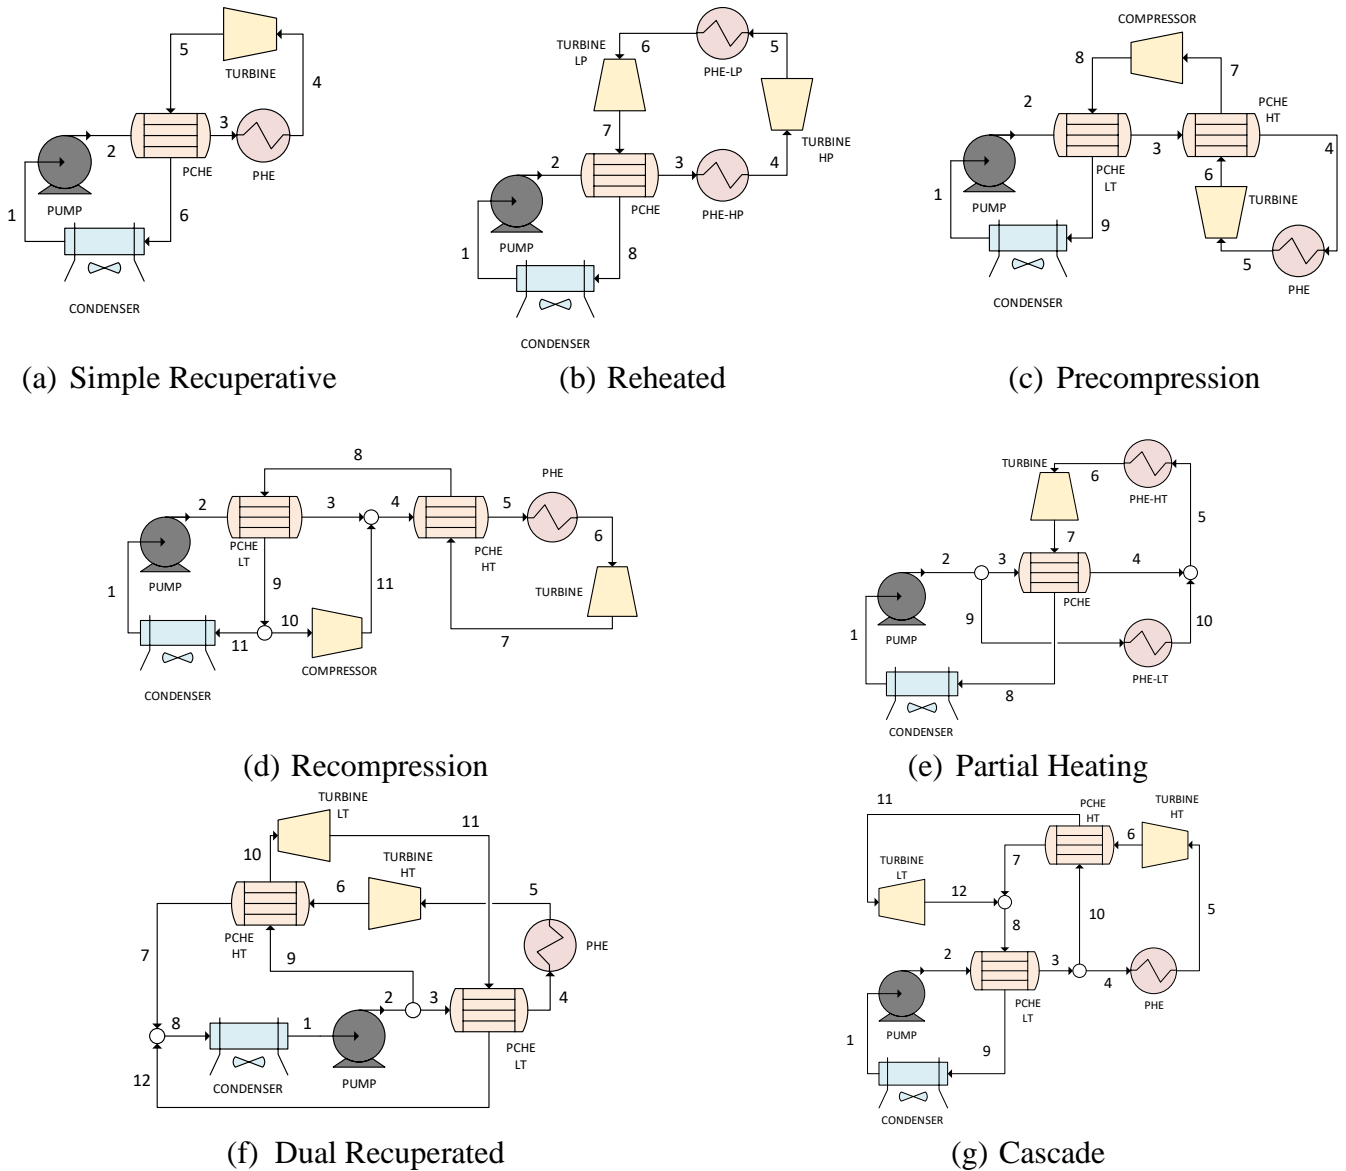 5
TURBINE
4
3
2
PCHE
PHE
1
PUMP
6
CONDENSER
(a) Simple Recuperative
TURBINE
LP
6
PHE-LP
5
7
TURBINE
HP
2
3
4
PCHE
PHE-HP
1
PUMP
8
CONDENSER
(b) Reheated
COMPRESSOR
8
7
2
PCHE
HT
3
4
PCHE
LT
6
1
PUMP
TURBINE
9
5
PHE
CONDENSER
(c) Precompression
8
PHE
2
3
4
5
6
PCHE
LT
PCHE
HT
PUMP
9
11
TURBINE
1
10
11
7
COMPRESSOR
CONDENSER
(d) Recompression
TURBINE
6
PHE-HT
5
7
2
3
4
PCHE
9
10
PUMP
1
PHE-LT
8
CONDENSER
(e) Partial Heating
TURBINE
LT
11
10
TURBINE
HT
6
5
PCHE
HT
PHE
7
9
2
3
4
8
1
PCHE
LT
12
CONDENSER
PUMP
(f) Dual Recuperated
11
PCHE
HT
TURBINE
HT
6
7
TURBINE
LT
12
10
5
8
2
3
4
PCHE
LT
PHE
PUMP
1
9
CONDENSER
(g) Cascade